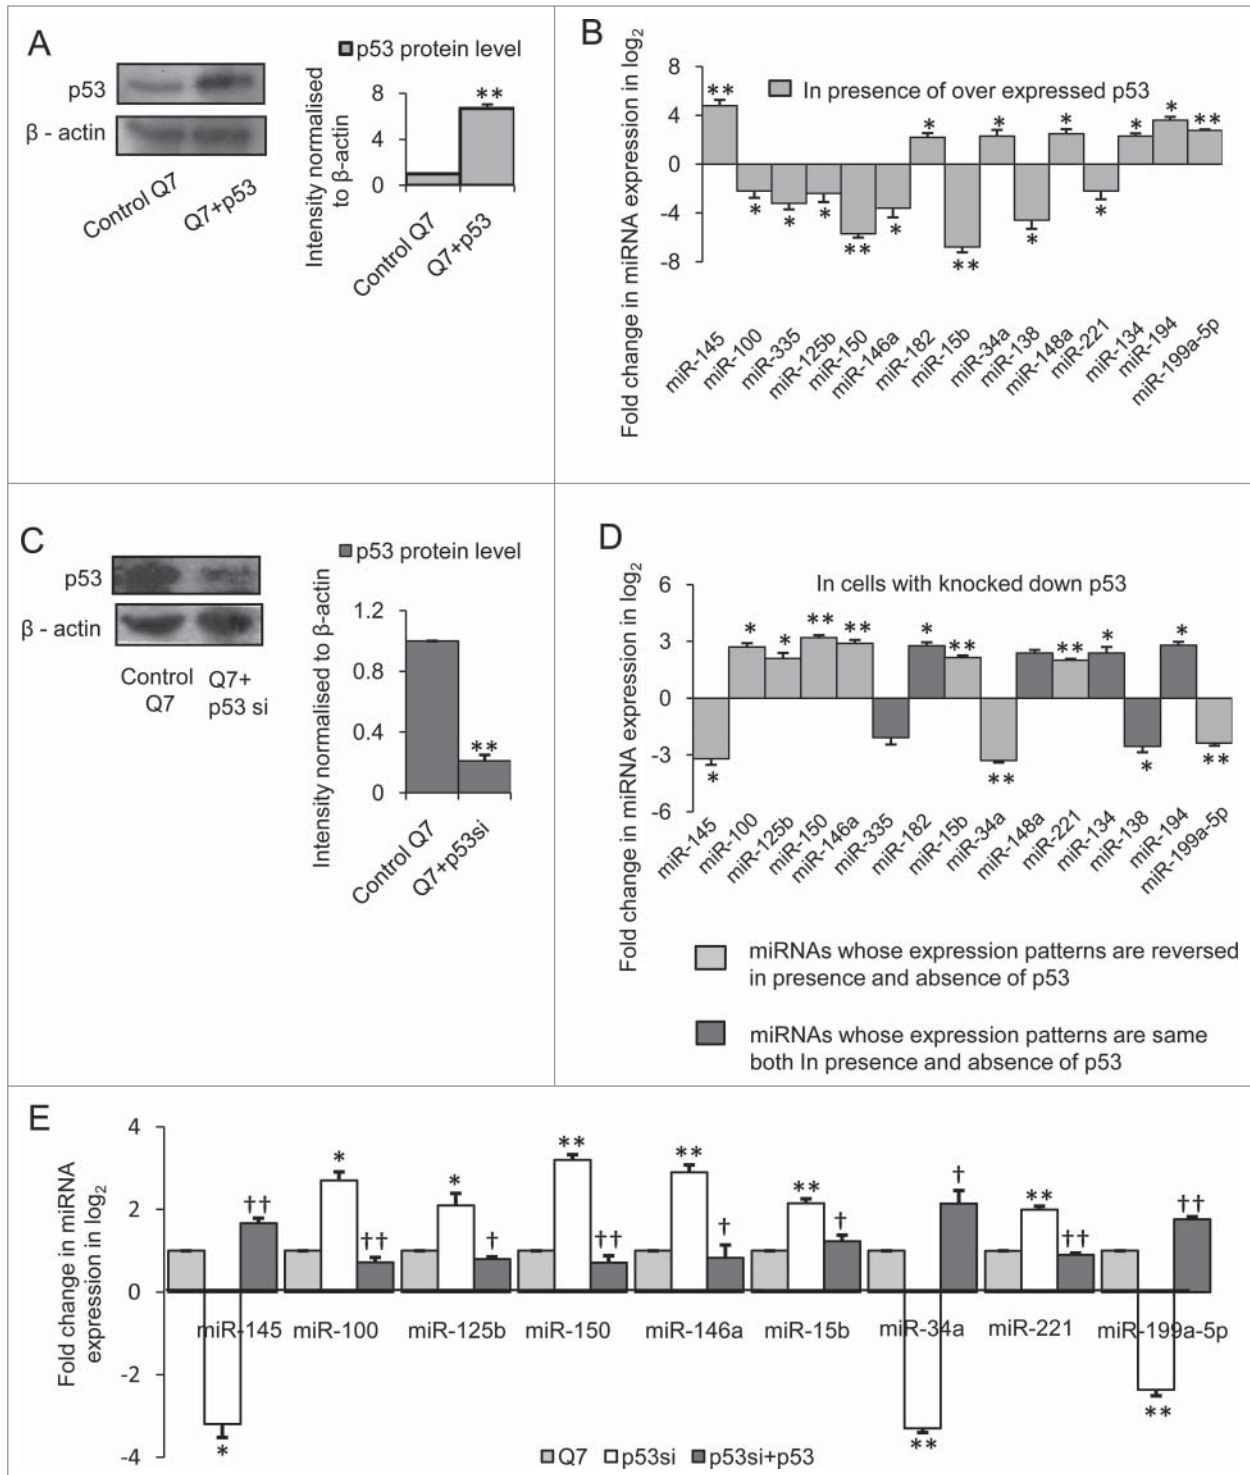 A
p53
β - actin
Control Q7
Q7+p53
p53 protein level
Intensity normalised
to β-actin
8
4
0
**
Control Q7
Q7+p53
B
Fold change in miRNA expression in log2
8
4
0
-4
-8
In presence of over expressed p53
** * * * ** * * ** * * * * * * **
miR-145
miR-100
miR-335
miR-125b
miR-150
miR-146a
miR-182
miR-15b
miR-34a
miR-138
miR-148a
miR-221
miR-134
miR-194
miR-199a-5p
C
p53
β - actin
Control
Q7
Q7+
p53 si
p53 protein level
Intensity normalised to β-actin
1.2
0.8
0.4
0
**
Control Q7
Q7+p53si
D
Fold change in miRNA expression in log2
In cells with knocked down p53
6
3
0
-3
-6
* * * ** ** * ** ** ** * * * **
miR-145
miR-100
miR-125b
miR-150
miR-146a
miR-335
miR-182
miR-15b
miR-34a
miR-148a
miR-221
miR-134
miR-138
miR-194
miR-199a-5p
miRNAs whose expression patterns are reversed
in presence and absence of p53
miRNAs whose expression patterns are same
both In presence and absence of p53
E
Fold change in miRNA
expression in log2
4
2
0
-2
-4
* †† * †† * † ** †† ** † ** † ** † ** †† ** ††
miR-145
miR-100
miR-125b
miR-150
miR-146a
miR-15b
miR-34a
miR-221
miR-199a-5p
Q7 p53si p53si+p53